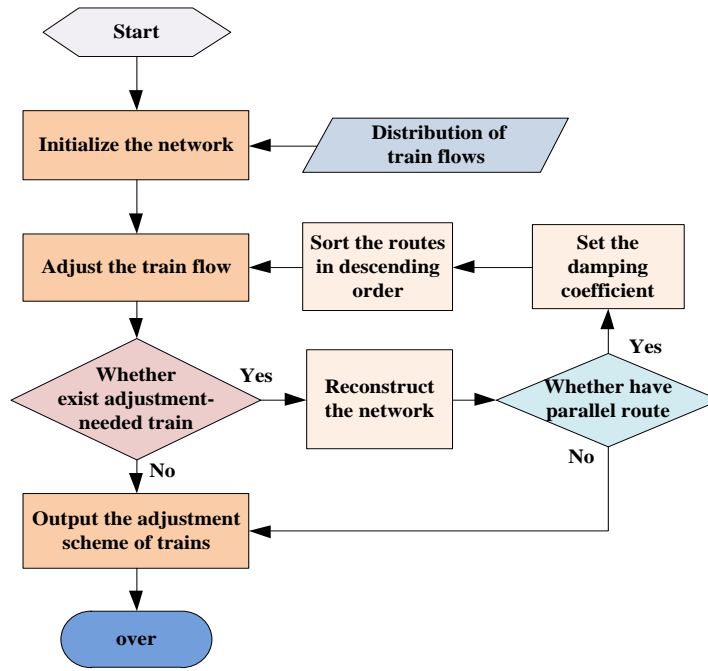 Start
Initialize the network
Distribution of
train flows
Adjust the train flow
Sort the routes
in descending
order
Set the
damping
coefficient
Whether
exist adjustment-
needed train
Yes
Reconstruct
the network
Whether have
parallel route
Yes
No
No
Output the adjustment
scheme of trains
over